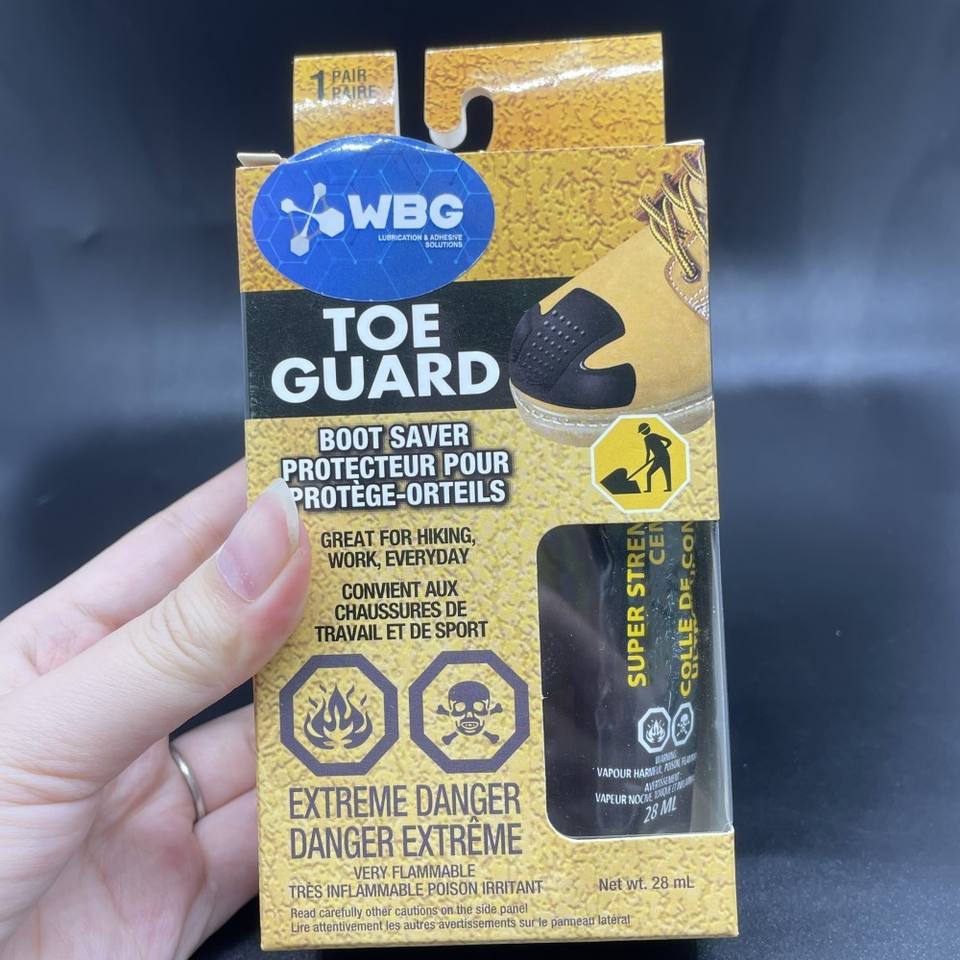 1 PAIR
PAIRE
WBG
LUBRICATION & ADHESIVE
SOLUTIONS
TOE
GUARD
BOOT SAVER
PROTECTEUR POUR
PROTÈGE-ORTEILS
GREAT FOR HIKING,
WORK, EVERYDAY
CONVIENT AUX
CHAUSSURES DE
TRAVAIL ET DE SPORT
EXTREME DANGER
DANGER EXTRÊME
VERY FLAMMABLE
TRÈS INFLAMMABLE POISON IRRITANT
Read carefully other cautions on the side panel
Lire attentivement les autres avertissements sur le panneau latéral
Net wt. 28 mL
SUPER STREN
CEM
COLLE DE CON
WARNING:
VAPOUR HARMFUL, POISON,
AVERTISSEMENT:
VAPEUR NOCIVE,
28 ML